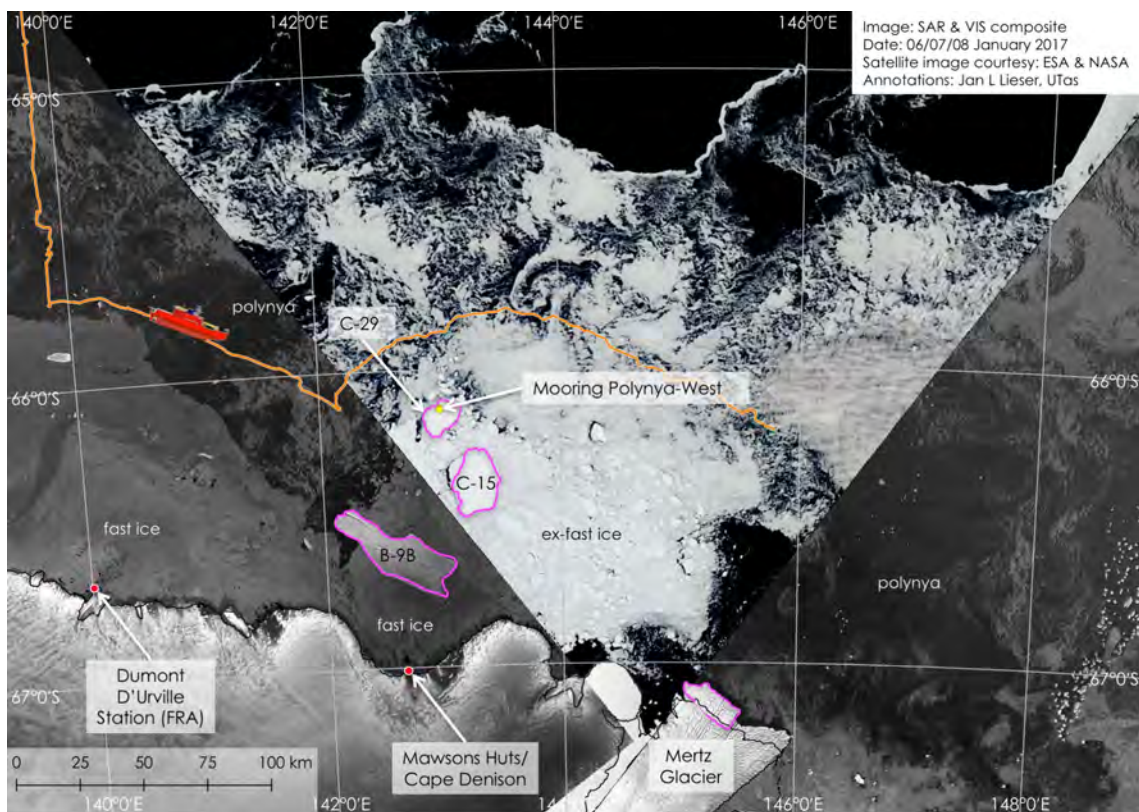 140°0'E
142°0'E
144°0'E
146°0'E
Image: SAR & VIS composite
Date: 06/07/08 January 2017
Satellite image courtesy: ESA & NASA
Annotations: Jan L Lieser, UTas
65°0'S
polynya
C-29
Mooring Polynya-West
66°0'S
66°0'S
C-15
fast ice
ex-fast ice
B-9B
polynya
fast ice
67°0'S
67°0'S
Dumont
D'Urville
Station (FRA)
Mawsons Huts/
Cape Denison
Mertz
Glacier
0 25 50 75 100 km
140°0'E
142°0'E
144°0'E
146°0'E
148°0'E